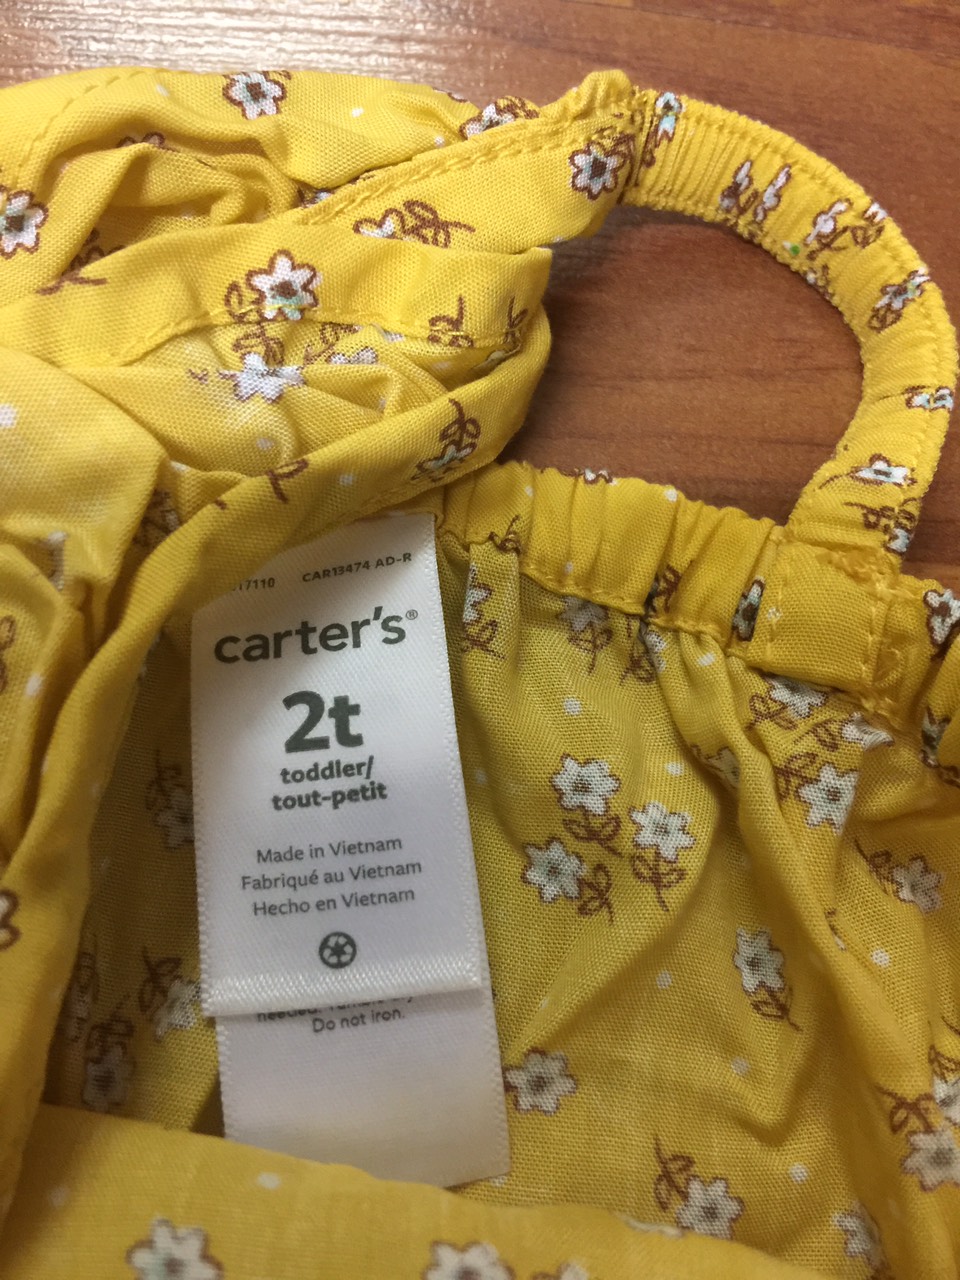 CAR13474 AD-R
carter's®
2t
toddler/
tout-petit
Made in Vietnam
Fabriqué au Vietnam
Hecho en Vietnam
needed.
Do not iron.